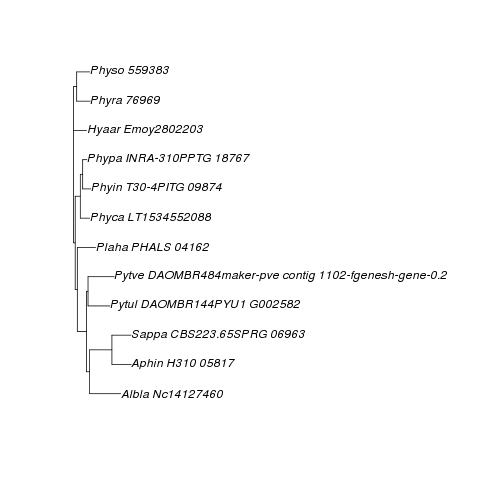 Physo 559383
Phyra 76969
Hyaar Emoy2802203
Phypa INRA-310PPTG 18767
Phyin T30-4PITG 09874
Phyca LT1534552088
Plaha PHALS 04162
Pytve DAOMBR484maker-pve contig 1102-fgenesh-gene-0.2
Pytul DAOMBR144PYU1 G002582
Sappa CBS223.65SPRG 06963
Aphin H310 05817
Albla Nc14127460